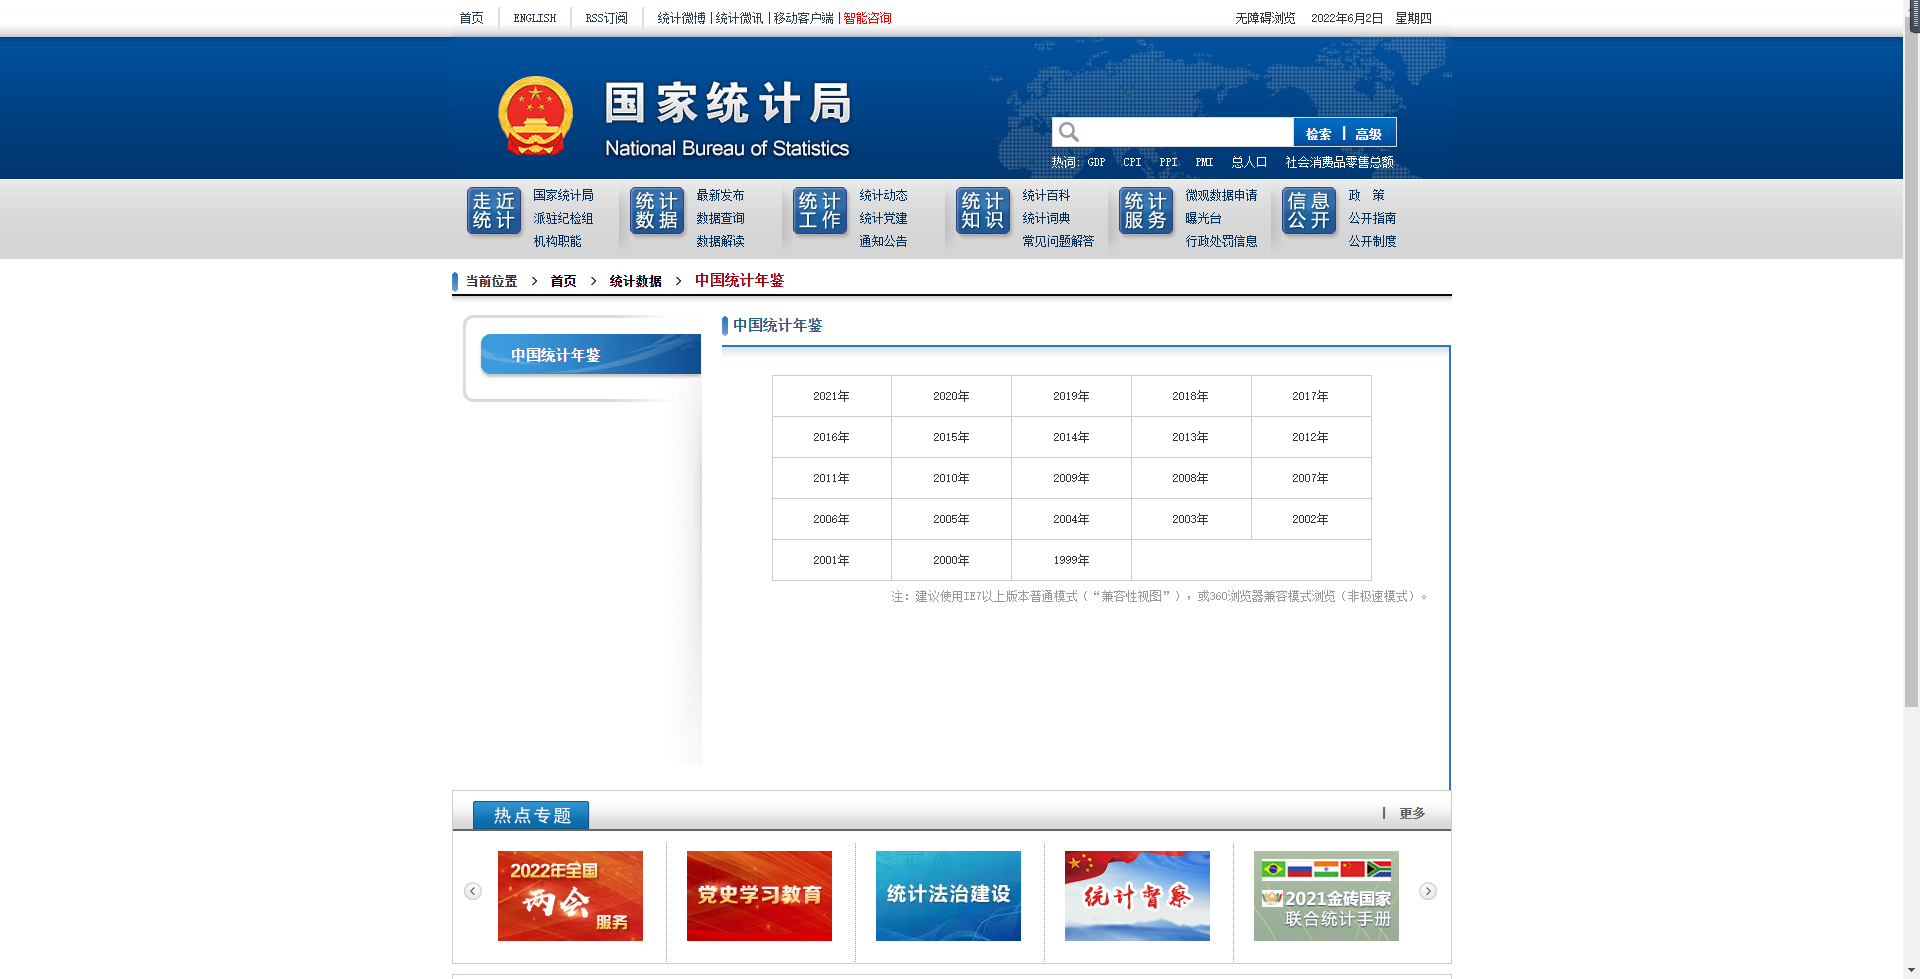 首页 ENGLISH RSS订阅 统计微博 | 统计微讯 | 移动客户端 | 智能咨询 无障碍浏览 2022年6月2日 星期四
国家统计局
National Bureau of Statistics
检索 | 高级
热词: GDP CPI PPI PMI 总人口 社会消费品零售总额
走近统计
国家统计局
派驻纪检组
机构职能
统计数据
最新发布
数据查询
数据解读
统计工作
统计动态
统计党建
通知公告
统计知识
统计百科
统计词典
常见问题解答
统计服务
微观数据申请
曝光台
行政处罚信息
信息公开
政 策
公开指南
公开制度
当前位置 > 首页 > 统计数据 > 中国统计年鉴
中国统计年鉴
中国统计年鉴
2021年 2020年 2019年 2018年 2017年
2016年 2015年 2014年 2013年 2012年
2011年 2010年 2009年 2008年 2007年
2006年 2005年 2004年 2003年 2002年
2001年 2000年 1999年
注：建议使用IE7以上版本普通模式（“兼容性视图”），或360浏览器兼容模式浏览（非极速模式）。
热点专题 | 更多
2022年全国
两会
服务
党史学习教育
统计法治建设
统计督察
2021金砖国家
联合统计手册